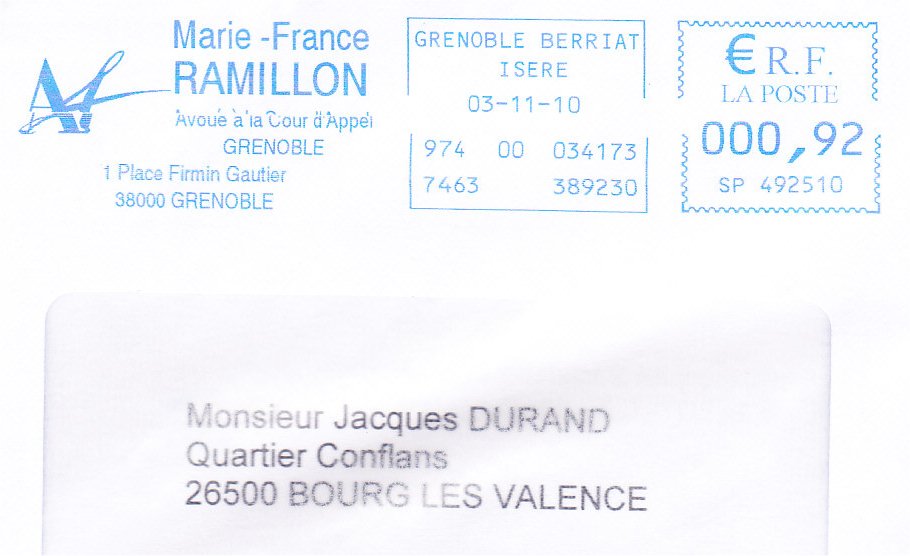 Marie -France
RAMILLON
Avoué à la Cour d'Appel
GRENOBLE
1 Place Firmin Gautier
38000 GRENOBLE
GRENOBLE BERRIAT
ISERE
03-11-10
974 00 034173
7463 389230
€ R.F.
LA POSTE
000,92
SP 492510
Monsieur Jacques DURAND
Quartier Conflans
26500 BOURG LES VALENCE